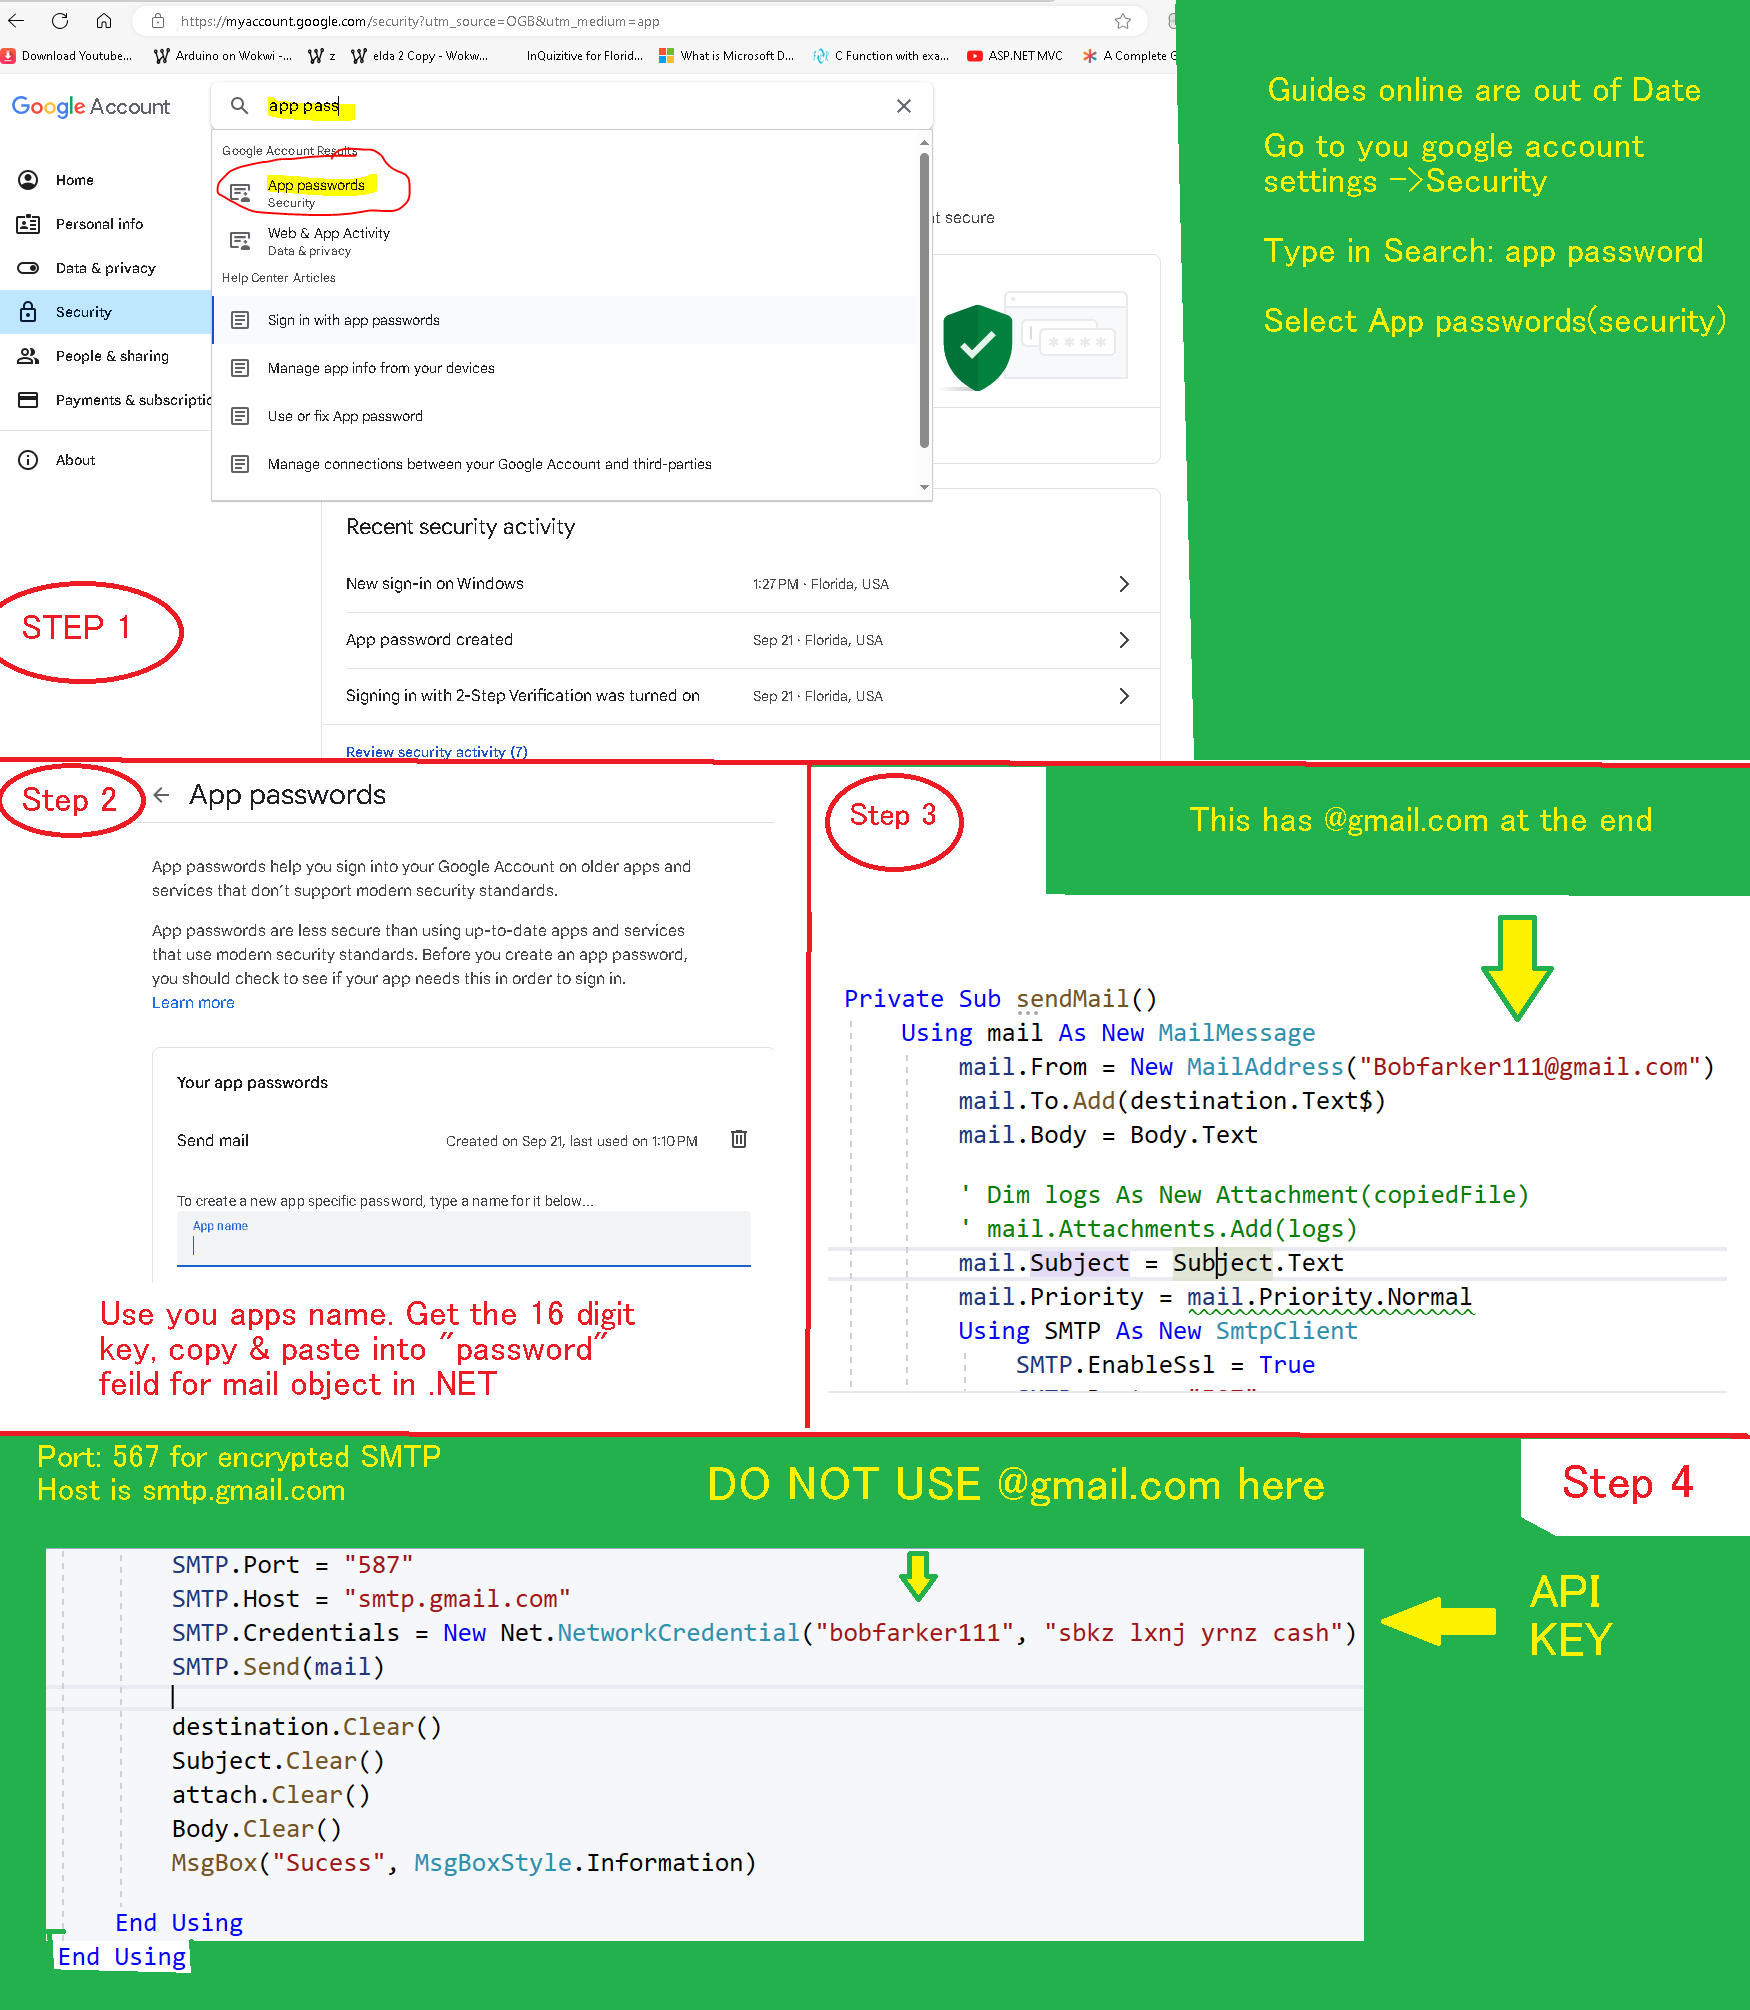 https://myaccount.google.com/security?utm_source=OGB&utm_medium=app
Download Youtube... Arduino on Wokwi -... z elda 2 Copy - Wokw... InQuizitive for Florid... What is Microsoft D... C Function with exa... ASP.NET MVC A Complete G
Google Account
app pass
Google Account Results
App passwords
Security
Web & App Activity
Data & privacy
Help Center Articles
Sign in with app passwords
Manage app info from your devices
Use or fix App password
Manage connections between your Google Account and third-parties
Home
Personal info
Data & privacy
Security
People & sharing
Payments & subscriptio
About
t secure
****
Recent security activity
New sign-in on Windows 1:27 PM · Florida, USA
App password created Sep 21 · Florida, USA
Signing in with 2-Step Verification was turned on Sep 21 · Florida, USA
Review security activity (7)
STEP 1
Guides online are out of Date
Go to you google account
settings ->Security
Type in Search: app password
Select App passwords(security)
Step 2
App passwords
App passwords help you sign into your Google Account on older apps and
services that don't support modern security standards.
App passwords are less secure than using up-to-date apps and services
that use modern security standards. Before you create an app password,
you should check to see if your app needs this in order to sign in.
Learn more
Your app passwords
Send mail Created on Sep 21, last used on 1:10 PM
To create a new app specific password, type a name for it below...
App name
Use you apps name. Get the 16 digit
key, copy & paste into "password"
feild for mail object in .NET
Step 3
This has @gmail.com at the end
Private Sub sendMail()
Using mail As New MailMessage
mail.From = New MailAddress("Bobfarker111@gmail.com")
mail.To.Add(destination.Text$)
mail.Body = Body.Text
' Dim logs As New Attachment(copiedFile)
' mail.Attachments.Add(logs)
mail.Subject = Subject.Text
mail.Priority = mail.Priority.Normal
Using SMTP As New SmtpClient
SMTP.EnableSsl = True
Port: 567 for encrypted SMTP
Host is smtp.gmail.com
DO NOT USE @gmail.com here
Step 4
SMTP.Port = "587"
SMTP.Host = "smtp.gmail.com"
SMTP.Credentials = New Net.NetworkCredential("bobfarker111", "sbkz lxnj yrnz cash")
SMTP.Send(mail)
destination.Clear()
Subject.Clear()
attach.Clear()
Body.Clear()
MsgBox("Sucess", MsgBoxStyle.Information)
End Using
End Using
API
KEY